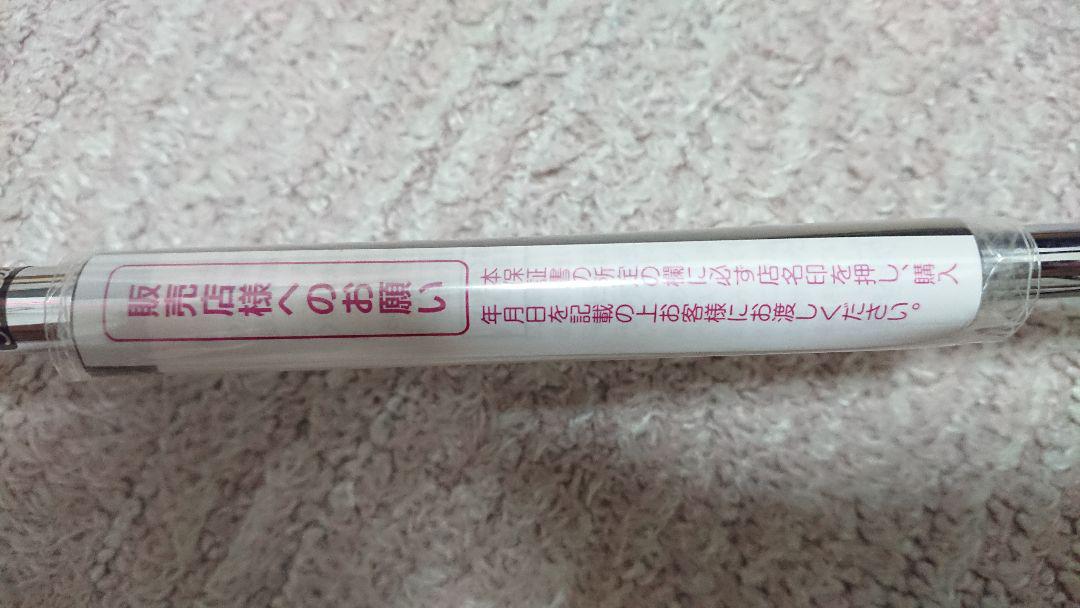 販売店様へのお願い
本保証書の所定の欄に必ず店名印を押し、購入
年月日を記載の上お客様にお渡しください。